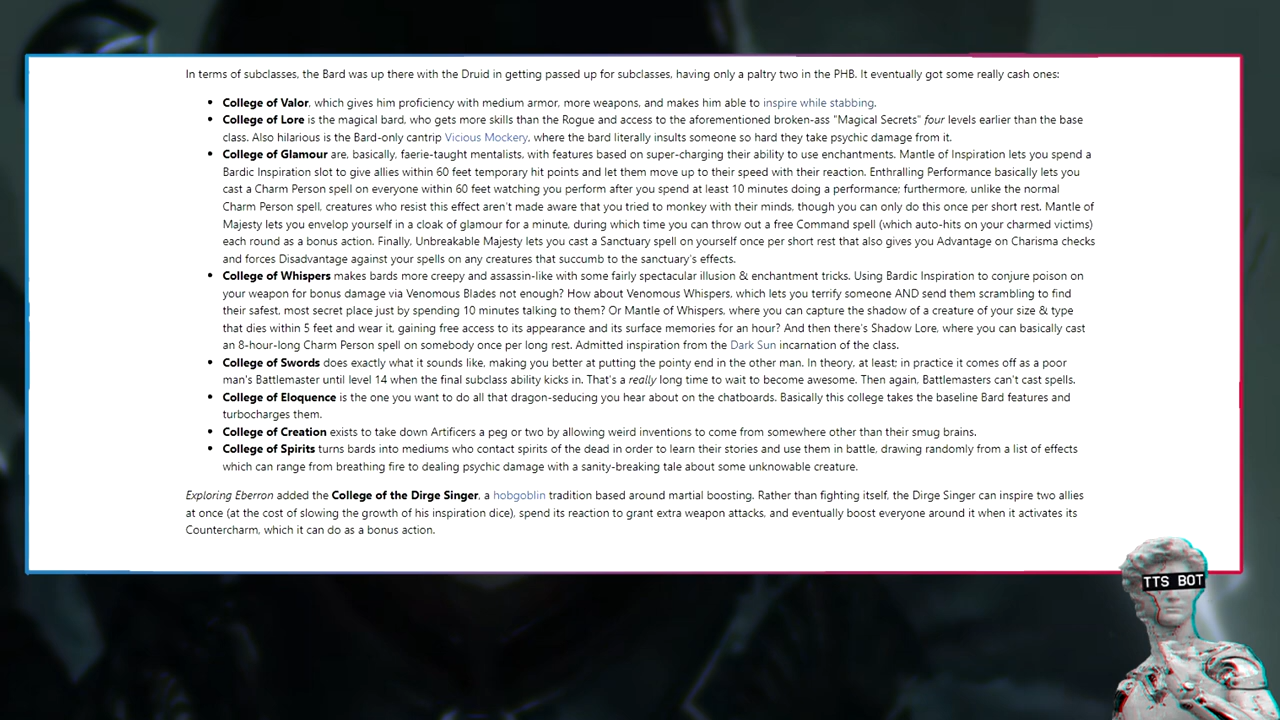 In terms of subclasses, the Bard was up there with the Druid in getting passed up for subclasses, having only a paltry two in the PHB. It eventually got some really cash ones:
• College of Valor, which gives him proficiency with medium armor, more weapons, and makes him able to inspire while stabbing.
• College of Lore is the magical bard, who gets more skills than the Rogue and access to the aforementioned broken-ass "Magical Secrets" four levels earlier than the base
class. Also hilarious is the Bard-only cantrip Vicious Mockery, where the bard literally insults someone so hard they take psychic damage from it.
• College of Glamour are, basically, faerie-taught mentalists, with features based on super-charging their ability to use enchantments. Mantle of Inspiration lets you spend a
Bardic Inspiration slot to give allies within 60 feet temporary hit points and let them move up to their speed with their reaction. Enthralling Performance basically lets you
cast a Charm Person spell on everyone within 60 feet watching you perform after you spend at least 10 minutes doing a performance; furthermore, unlike the normal
Charm Person spell, creatures who resist this effect aren't made aware that you tried to monkey with their minds, though you can only do this once per short rest. Mantle of
Majesty lets you envelop yourself in a cloak of glamour for a minute, during which time you can throw out a free Command spell (which auto-hits on your charmed victims)
each round as a bonus action. Finally, Unbreakable Majesty lets you cast a Sanctuary spell on yourself once per short rest that also gives you Advantage on Charisma checks
and forces Disadvantage against your spells on any creatures that succumb to the sanctuary's effects.
• College of Whispers makes bards more creepy and assassin-like with some fairly spectacular illusion & enchantment tricks. Using Bardic Inspiration to conjure poison on
your weapon for bonus damage via Venomous Blades not enough? How about Venomous Whispers, which lets you terrify someone AND send them scrambling to find
their safest, most secret place just by spending 10 minutes talking to them? Or Mantle of Whispers, where you can capture the shadow of a creature of your size & type
that dies within 5 feet and wear it, gaining free access to its appearance and its surface memories for an hour? And then there's Shadow Lore, where you can basically cast
an 8-hour-long Charm Person spell on somebody once per long rest. Admitted inspiration from the Dark Sun incarnation of the class.
• College of Swords does exactly what it sounds like, making you better at putting the pointy end in the other man. In theory, at least; in practice it comes off as a poor
man's Battlemaster until level 14 when the final subclass ability kicks in. That's a really long time to wait to become awesome. Then again, Battlemasters can't cast spells.
• College of Eloquence is the one you want to do all that dragon-seducing you hear about on the chatboards. Basically this college takes the baseline Bard features and
turbocharges them.
• College of Creation exists to take down Artificers a peg or two by allowing weird inventions to come from somewhere other than their smug brains.
• College of Spirits turns bards into mediums who contact spirits of the dead in order to learn their stories and use them in battle, drawing randomly from a list of effects
which can range from breathing fire to dealing psychic damage with a sanity-breaking tale about some unknowable creature.
Exploring Eberron added the College of the Dirge Singer, a hobgoblin tradition based around martial boosting. Rather than fighting itself, the Dirge Singer can inspire two allies
at once (at the cost of slowing the growth of his inspiration dice), spend its reaction to grant extra weapon attacks, and eventually boost everyone around it when it activates its
Countercharm, which it can do as a bonus action.
TTS BOT